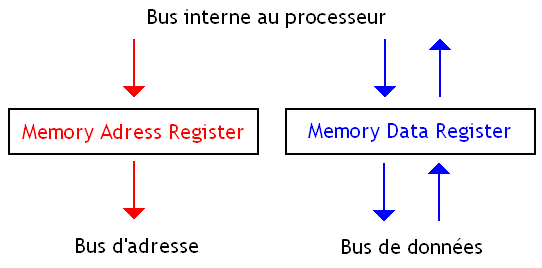 Bus interne au processeur
Memory Adress Register
Memory Data Register
Bus d'adresse
Bus de données